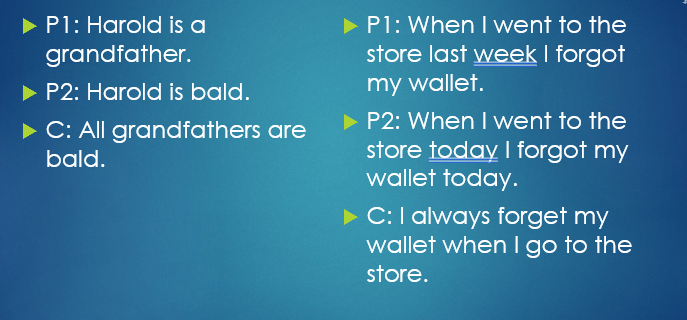 P1: Harold is a
grandfather.
P2: Harold is bald.
C: All grandfathers are
bald.
P1: When I went to the
store last week I forgot
my wallet.
P2: When I went to the
store today I forgot my
wallet today.
C: I always forget my
wallet when I go to the
store.